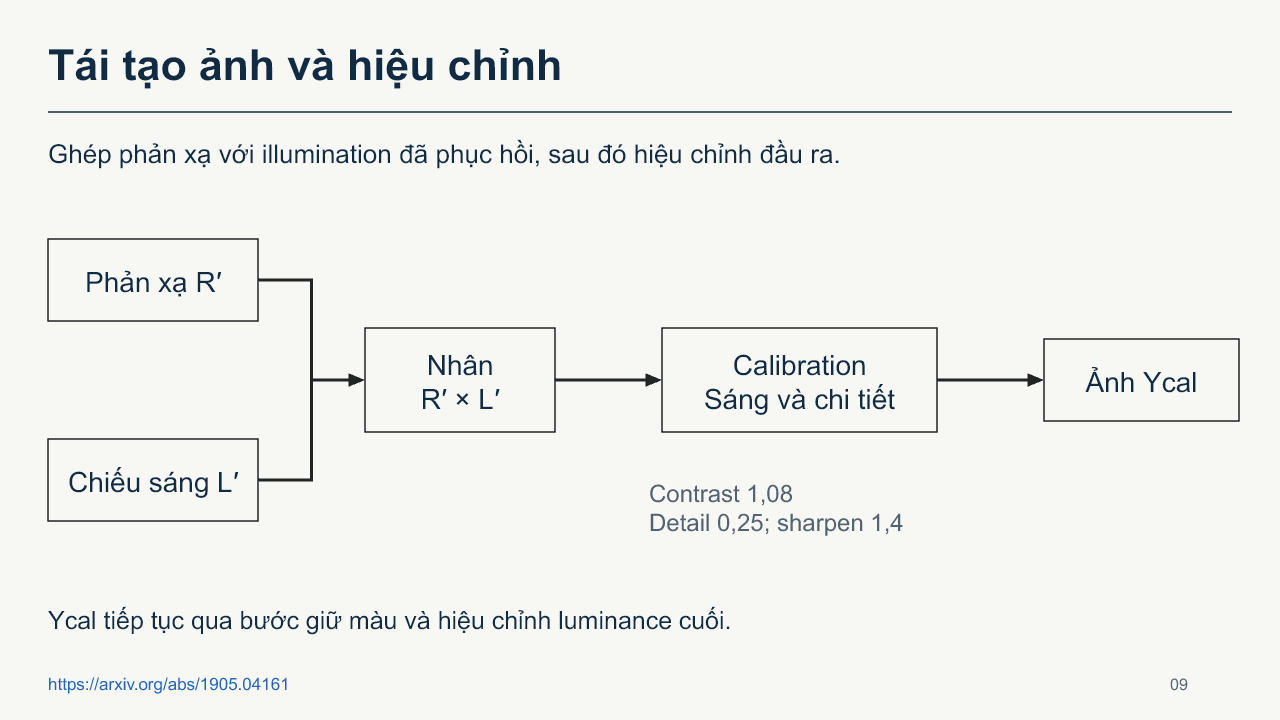 Tái tạo ảnh và hiệu chỉnh
Ghép phản xạ với illumination đã phục hồi, sau đó hiệu chỉnh đầu ra.
Phản xạ R′
Chiếu sáng L′
Nhân
R′ × L′
Calibration
Sáng và chi tiết
Ảnh Ycal
Contrast 1,08
Detail 0,25; sharpen 1,4
Ycal tiếp tục qua bước giữ màu và hiệu chỉnh luminance cuối.
https://arxiv.org/abs/1905.04161
09